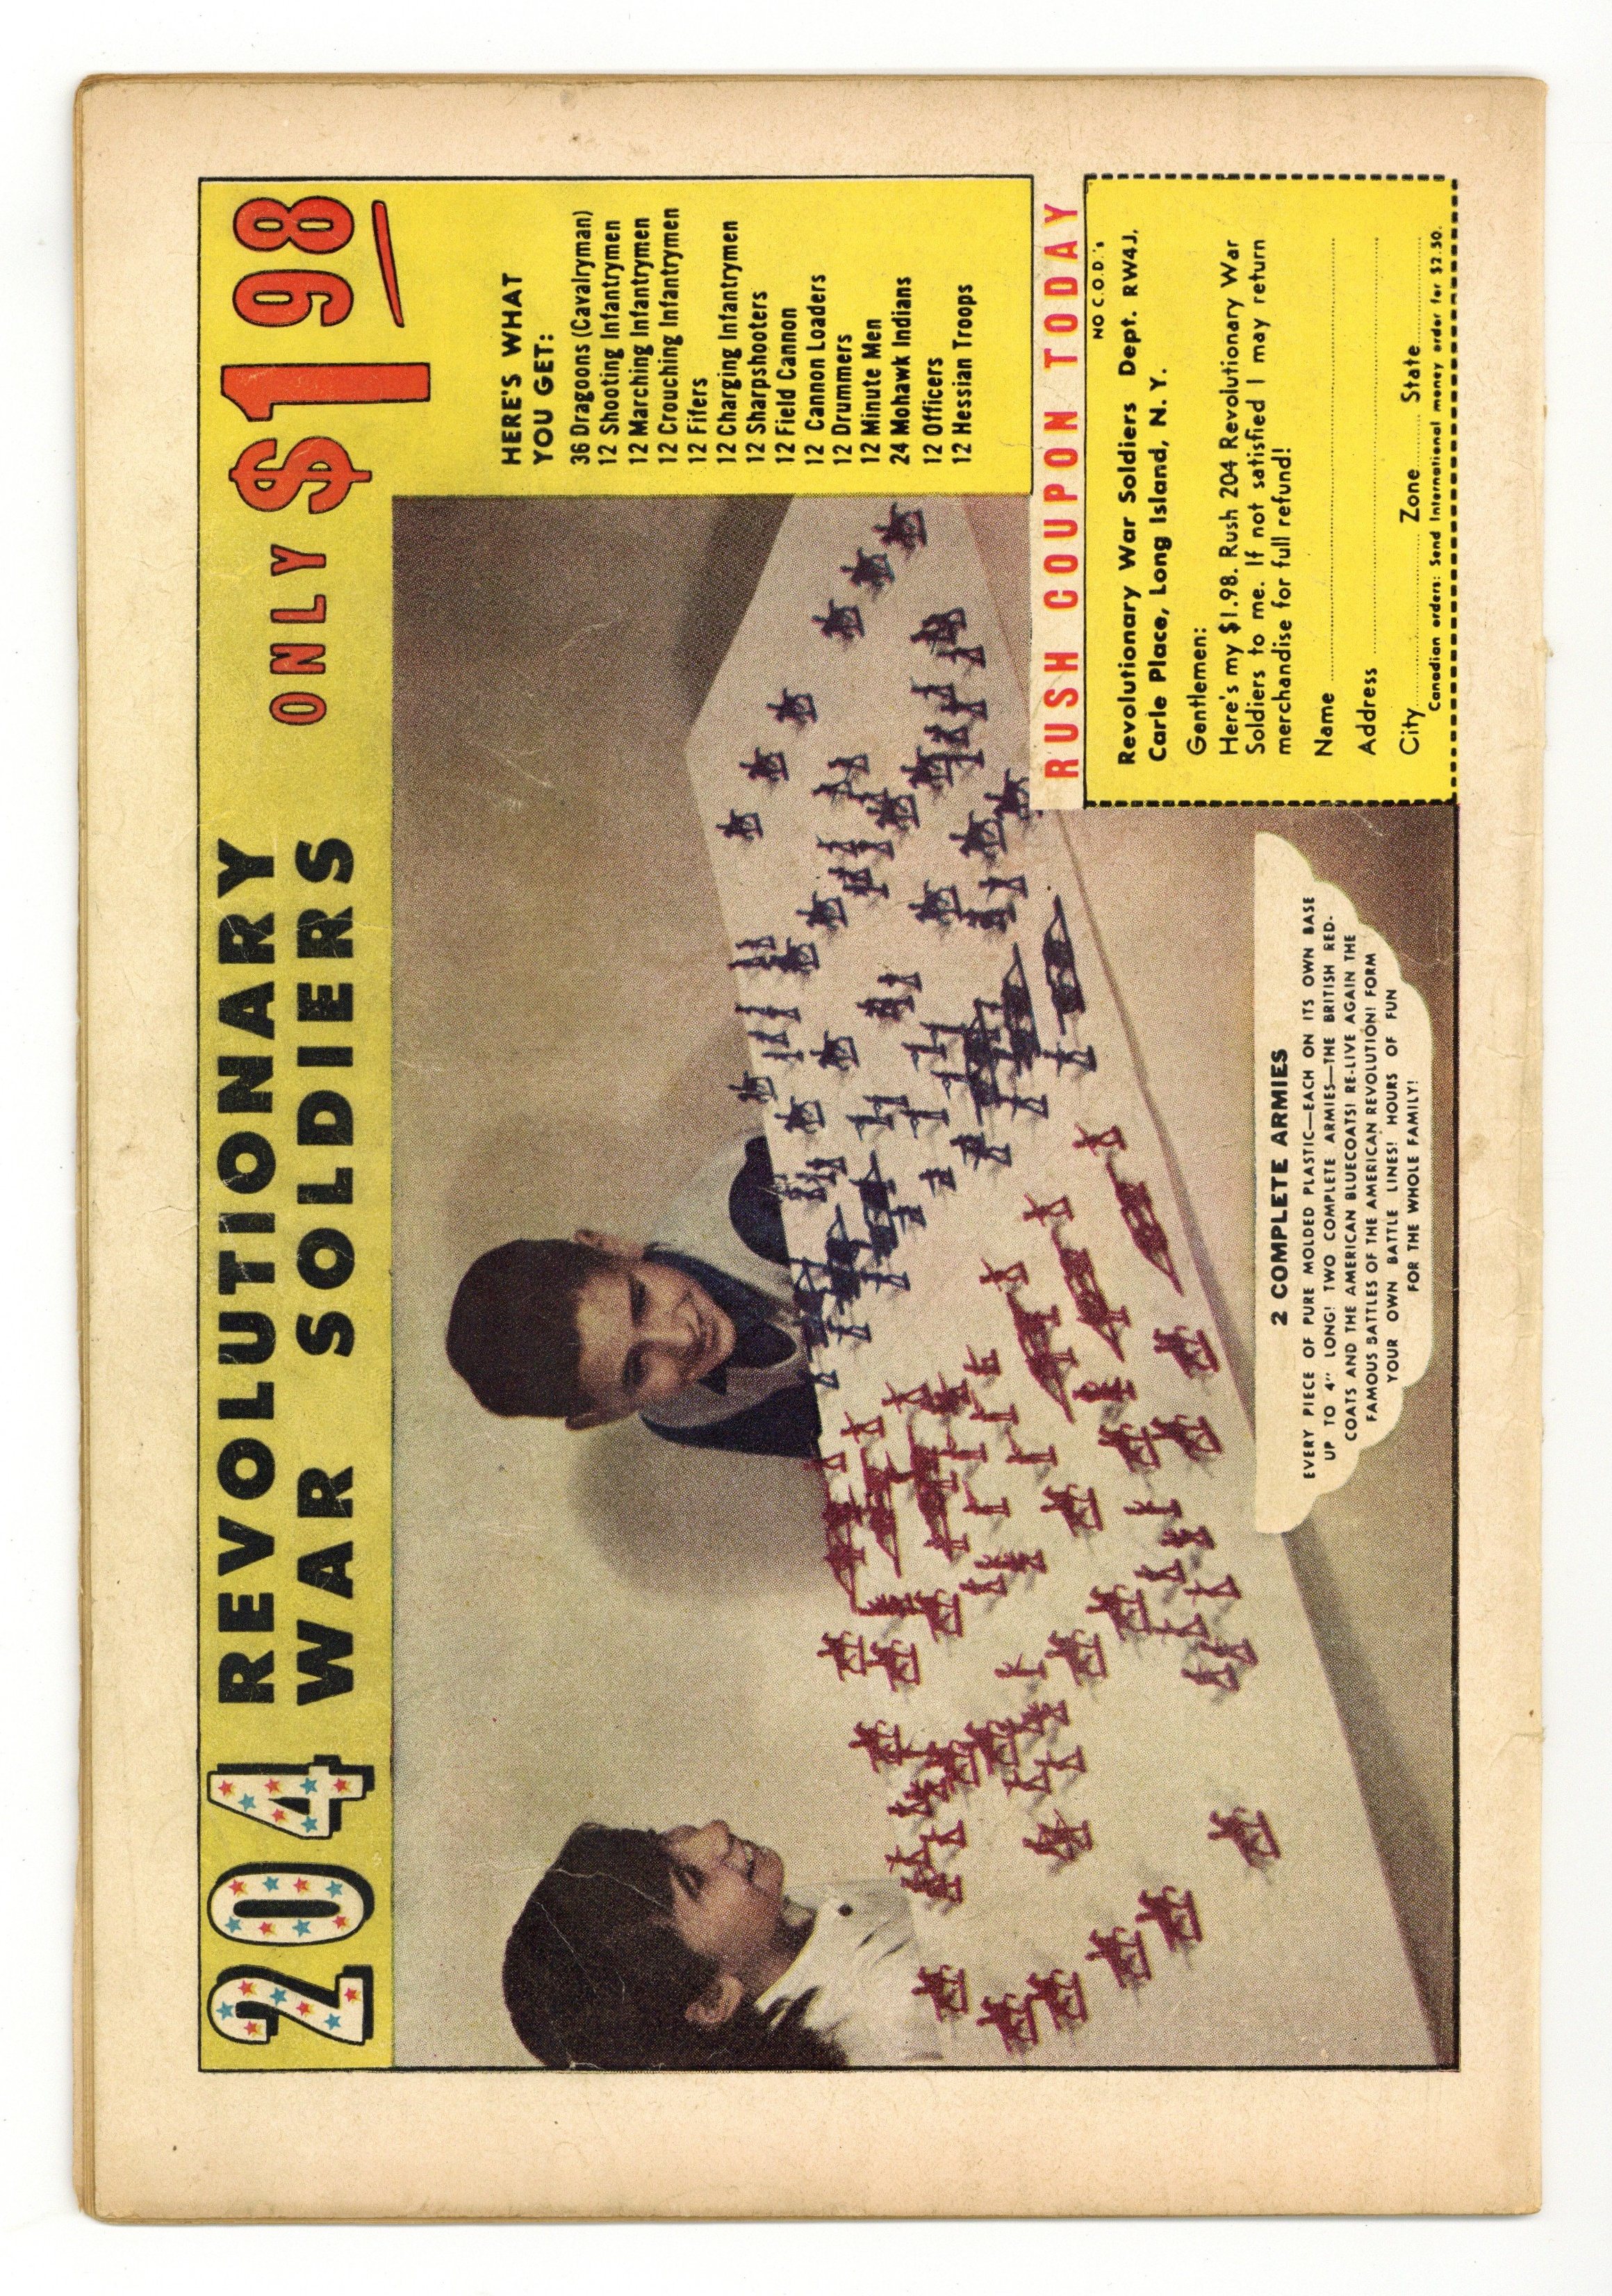 204 REVOLUTIONARY
WAR SOLDIERS
ONLY $1 98
HERE'S WHAT
YOU GET:
36 Dragoons (Cavalryman)
12 Shooting Infantrymen
12 Marching Infantrymen
12 Crouching Infantrymen
12 Fifers
12 Charging Infantrymen
12 Sharpshooters
12 Field Cannon
12 Cannon Loaders
12 Drummers
12 Minute Men
24 Mohawk Indians
12 Officers
12 Hessian Troops
RUSH COUPON TODAY
NO C.O.D.'s
Revolutionary War Soldiers Dept. RW4J,
Carle Place, Long Island, N. Y.
Gentlemen:
Here's my $1.98. Rush 204 Revolutionary War
Soldiers to me. If not satisfied I may return
merchandise for full refund!
Name
Address
City Zone State
Canadian orders: Send International money order for $2.50.
2 COMPLETE ARMIES
EVERY PIECE OF PURE MOLDED PLASTIC—EACH ON ITS OWN BASE
UP TO 4" LONG! TWO COMPLETE ARMIES—THE BRITISH RED-
COATS AND THE AMERICAN BLUECOATS! RE-LIVE AGAIN THE
FAMOUS BATTLES OF THE AMERICAN REVOLUTION! FORM
YOUR OWN BATTLE LINES! HOURS OF FUN
FOR THE WHOLE FAMILY!